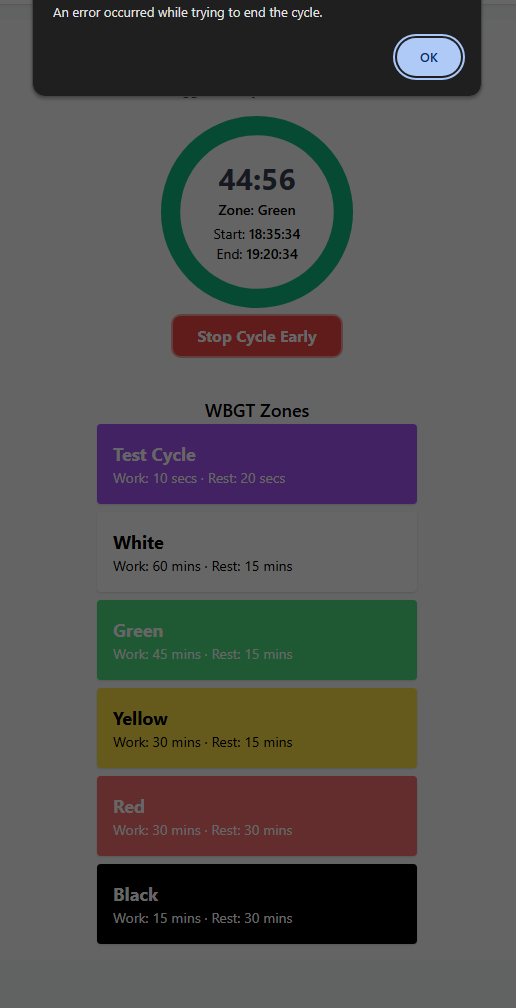 An error occurred while trying to end the cycle.
OK
44:56
Zone: Green
Start: 18:35:34
End: 19:20:34
Stop Cycle Early
WBGT Zones
Test Cycle
Work: 10 secs · Rest: 20 secs
White
Work: 60 mins · Rest: 15 mins
Green
Work: 45 mins · Rest: 15 mins
Yellow
Work: 30 mins · Rest: 15 mins
Red
Work: 30 mins · Rest: 30 mins
Black
Work: 15 mins · Rest: 30 mins